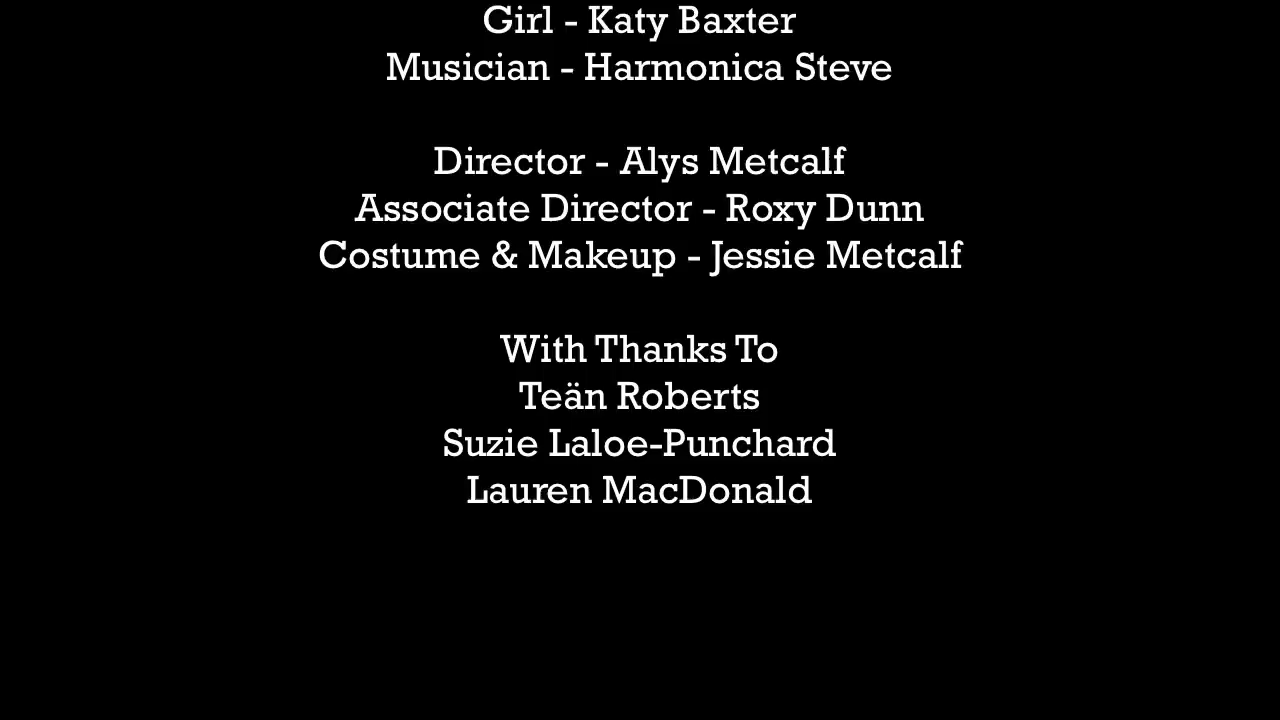 Girl - Katy Baxter
Musician - Harmonica Steve
Director - Alys Metcalf
Associate Director - Roxy Dunn
Costume & Makeup - Jessie Metcalf
With Thanks To
Teän Roberts
Suzie Laloe-Punchard
Lauren MacDonald